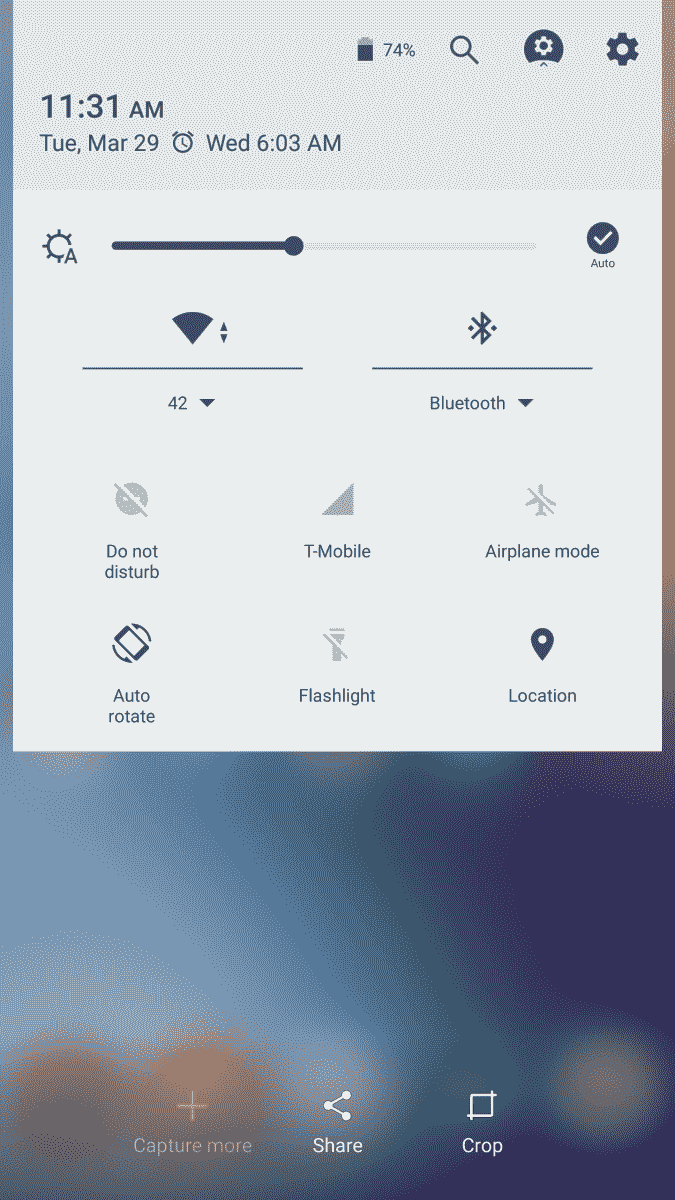 74%
11:31 AM
Tue, Mar 29 Wed 6:03 AM
A
Auto
42 Bluetooth
Do not
disturb
T-Mobile
Airplane mode
Auto
rotate
Flashlight
Location
Capture more
Share
Crop